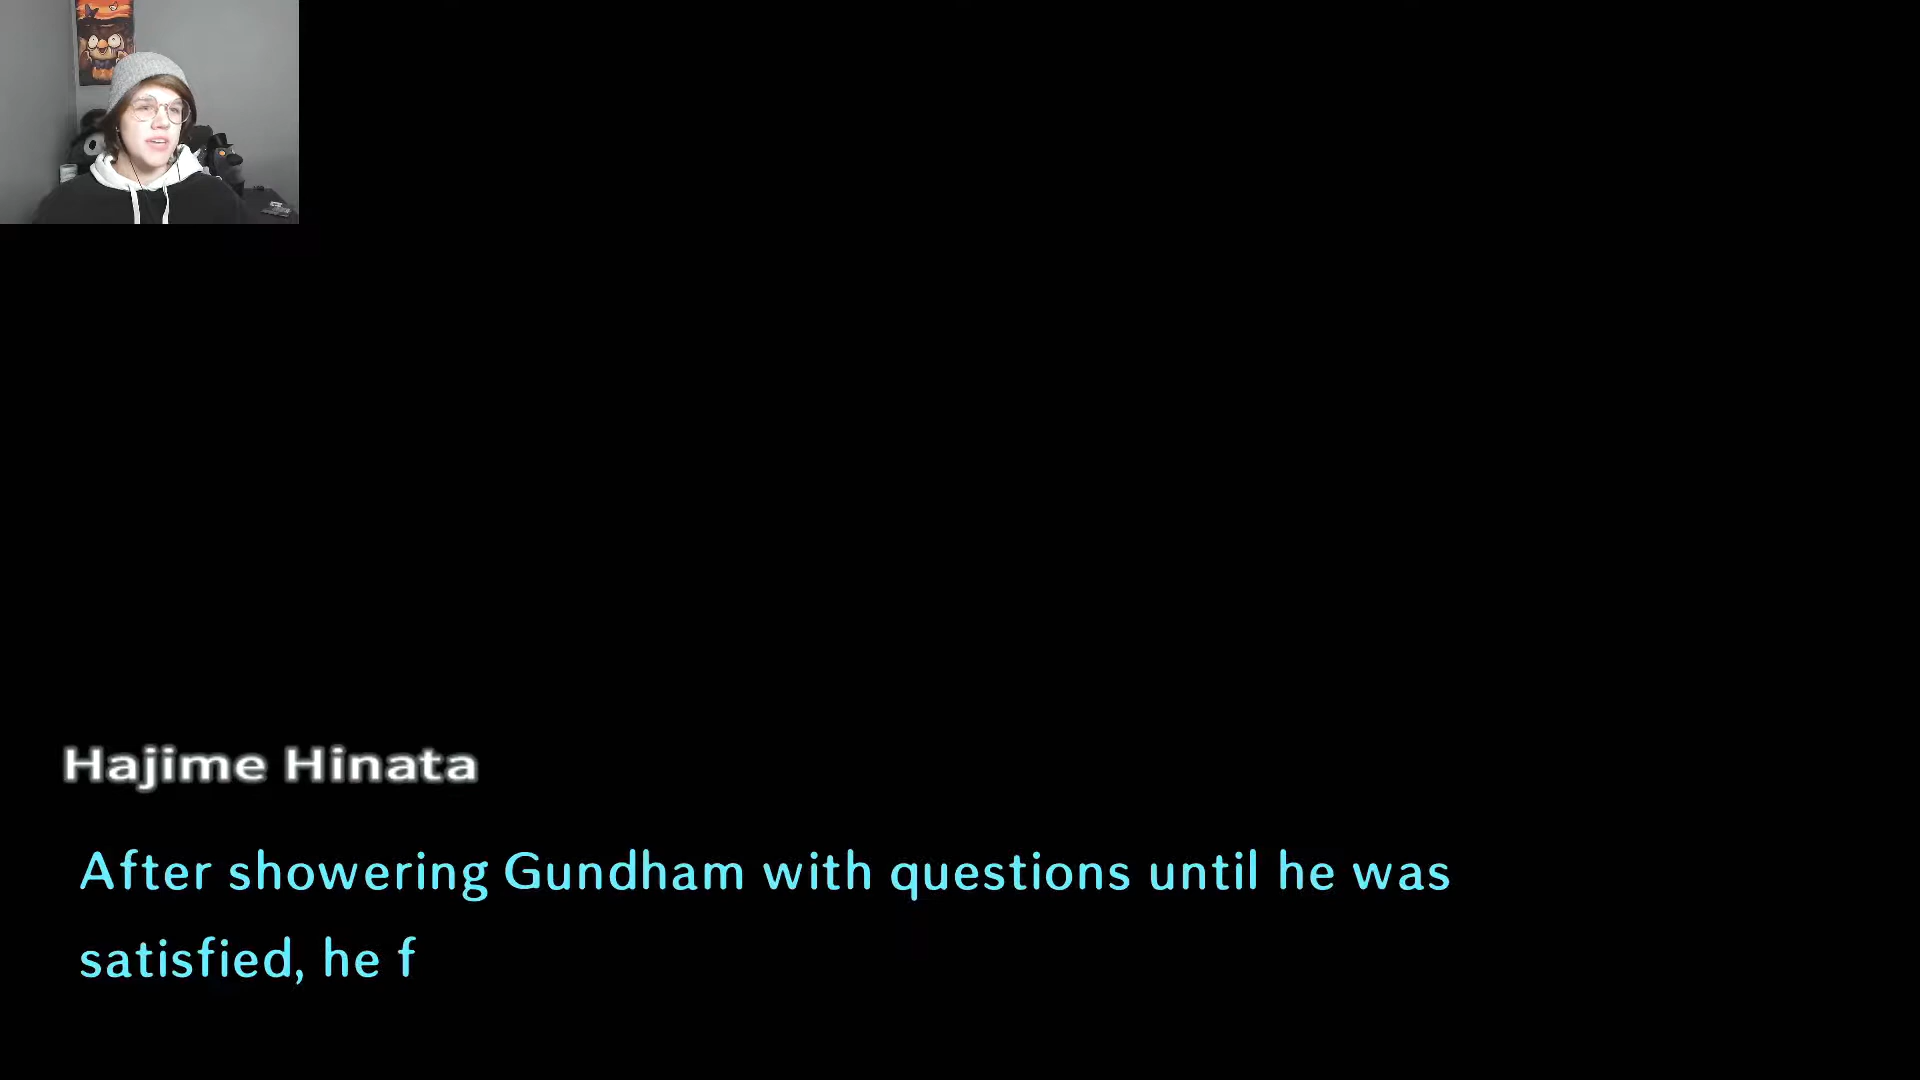 Hajime Hinata
After showering Gundham with questions until he was
satisfied, he f